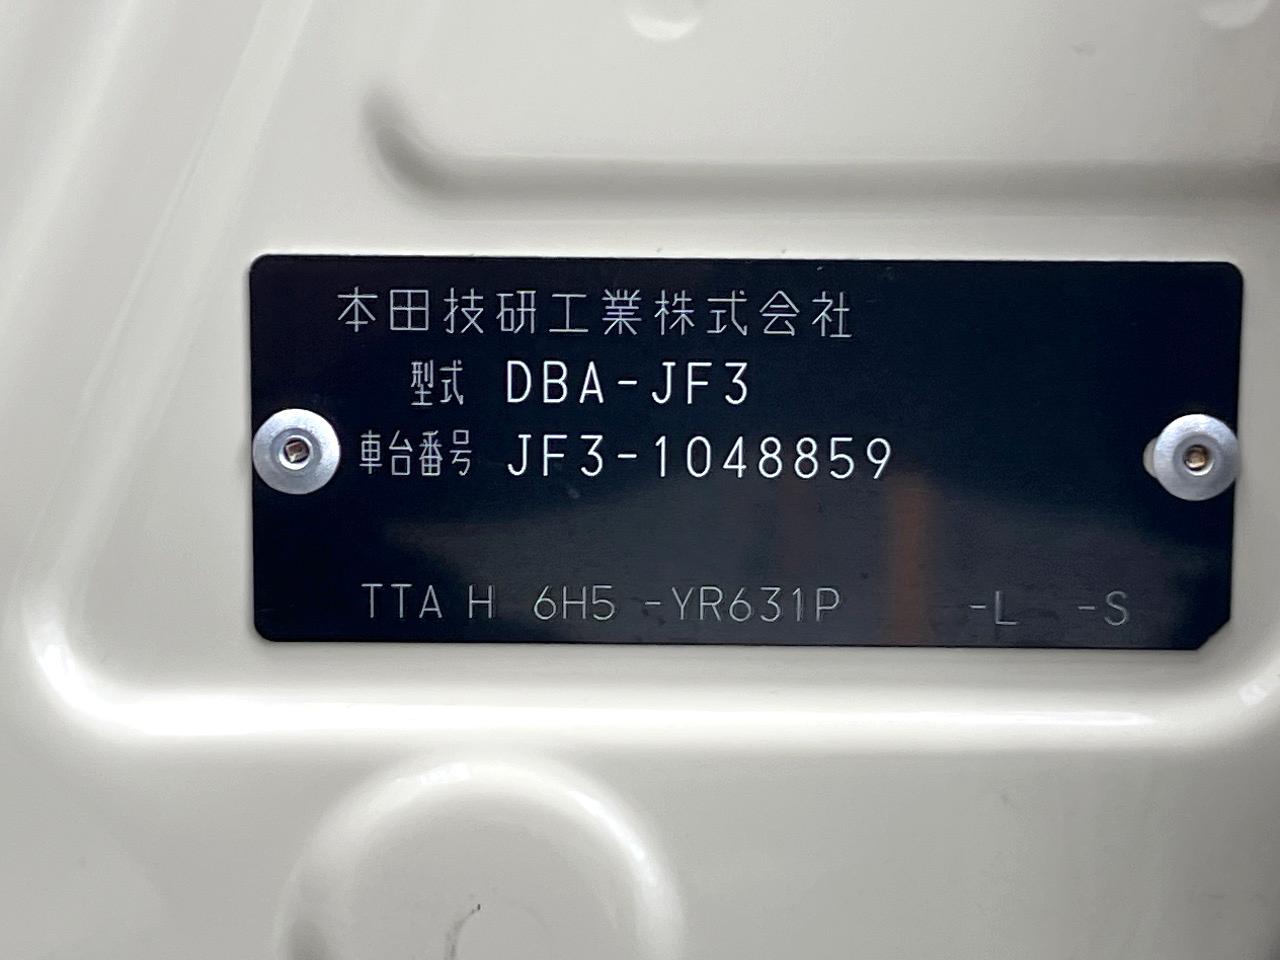 本田技研工業株式会社
型式 DBA-JF3
車台番号 JF3-1048859
TTA H 6H5 -YR631P -L -S